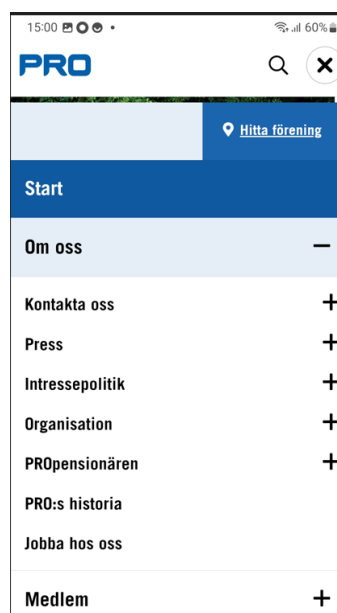 15:00
60%
PRO
Hitta förening
Start
Om oss
Kontakta oss
Press
Intressepolitik
Organisation
PROpensionären
PRO:s historia
Jobba hos oss
Medlem